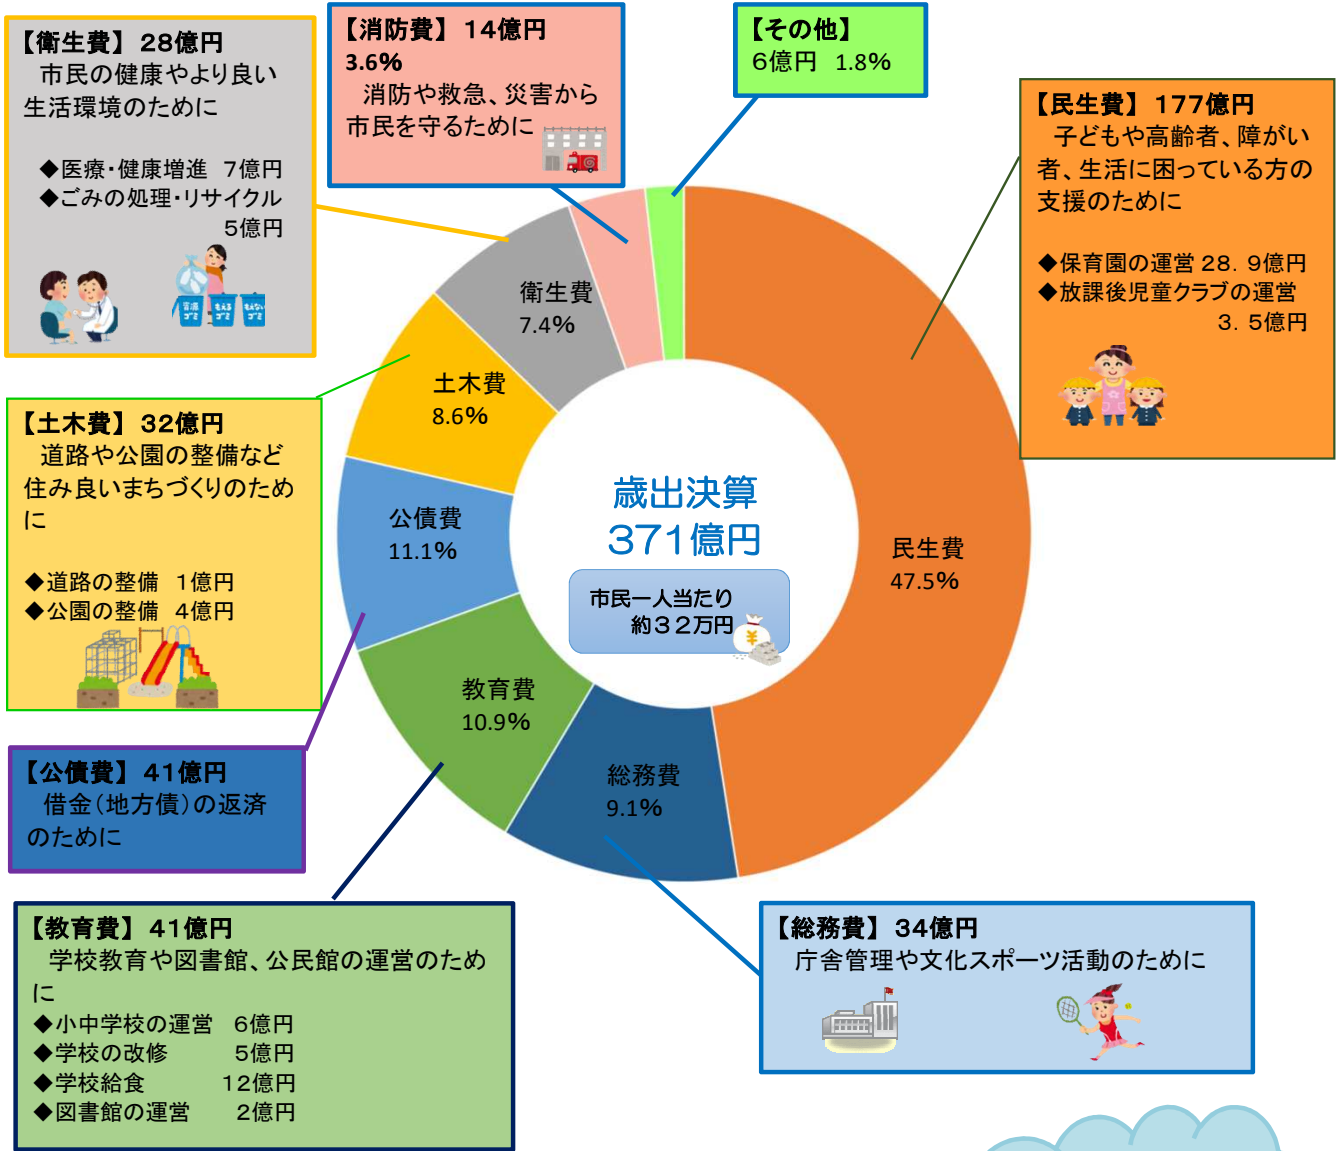 【衛生費】 28億円
市民の健康やより良い
生活環境のために
◆医療・健康増進 7億円
◆ごみの処理・リサイクル
5億円
資源
ゴミ
もえる
ゴミ
もえない
ゴミ
【消防費】 14億円
3.6%
消防や救急、災害から
市民を守るために
【その他】
6億円 1.8%
【民生費】 177億円
子どもや高齢者、障がい
者、生活に困っている方の
支援のために
◆保育園の運営 28．9億円
◆放課後児童クラブの運営
3．5億円
衛生費
7.4%
土木費
8.6%
公債費
11.1%
教育費
10.9%
総務費
9.1%
民生費
47.5%
歳出決算
371億円
市民一人当たり
約３２万円
¥
【土木費】 32億円
道路や公園の整備など
住み良いまちづくりのため
に
◆道路の整備 1億円
◆公園の整備 4億円
【公債費】 41億円
借金（地方債）の返済
のために
【教育費】 41億円
学校教育や図書館、公民館の運営のため
に
◆小中学校の運営 6億円
◆学校の改修 5億円
◆学校給食 12億円
◆図書館の運営 2億円
【総務費】 34億円
庁舎管理や文化スポーツ活動のために